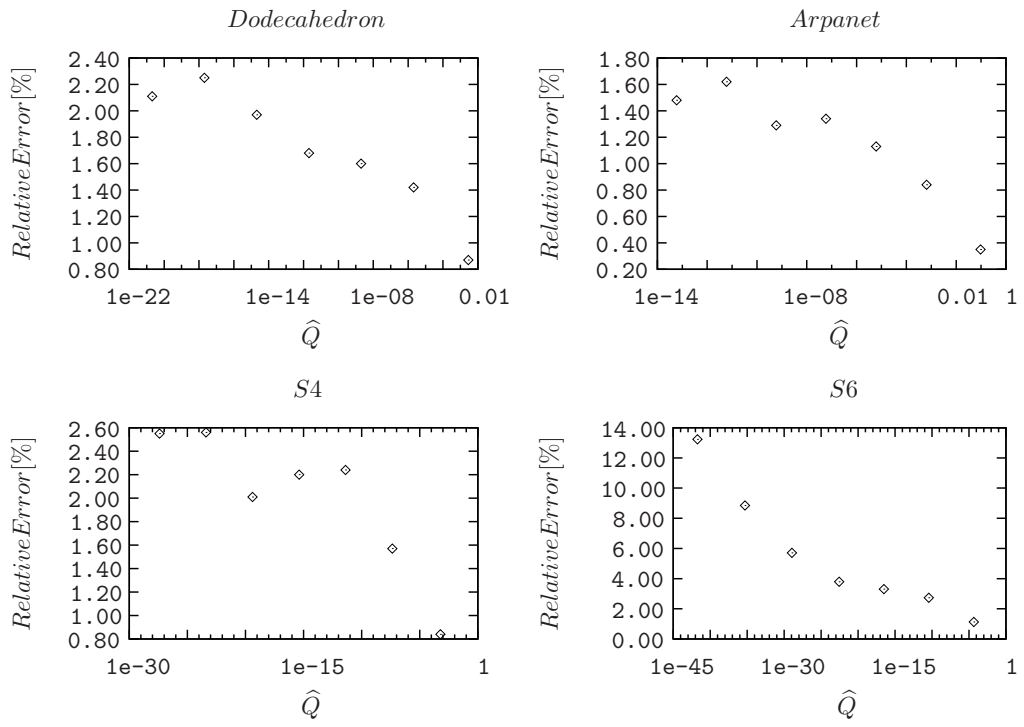 Dodecahedron
RelativeError[%]
2.40
2.20
2.00
1.80
1.60
1.40
1.20
1.00
0.80
1e-22 1e-14 1e-08 0.01
Q̂
Arpanet
RelativeError[%]
1.80
1.60
1.40
1.20
1.00
0.80
0.60
0.40
0.20
1e-14 1e-08 0.01 1
Q̂
S4
RelativeError[%]
2.60
2.40
2.20
2.00
1.80
1.60
1.40
1.20
1.00
0.80
1e-30 1e-15 1
Q̂
S6
RelativeError[%]
14.00
12.00
10.00
8.00
6.00
4.00
2.00
0.00
1e-45 1e-30 1e-15 1
Q̂